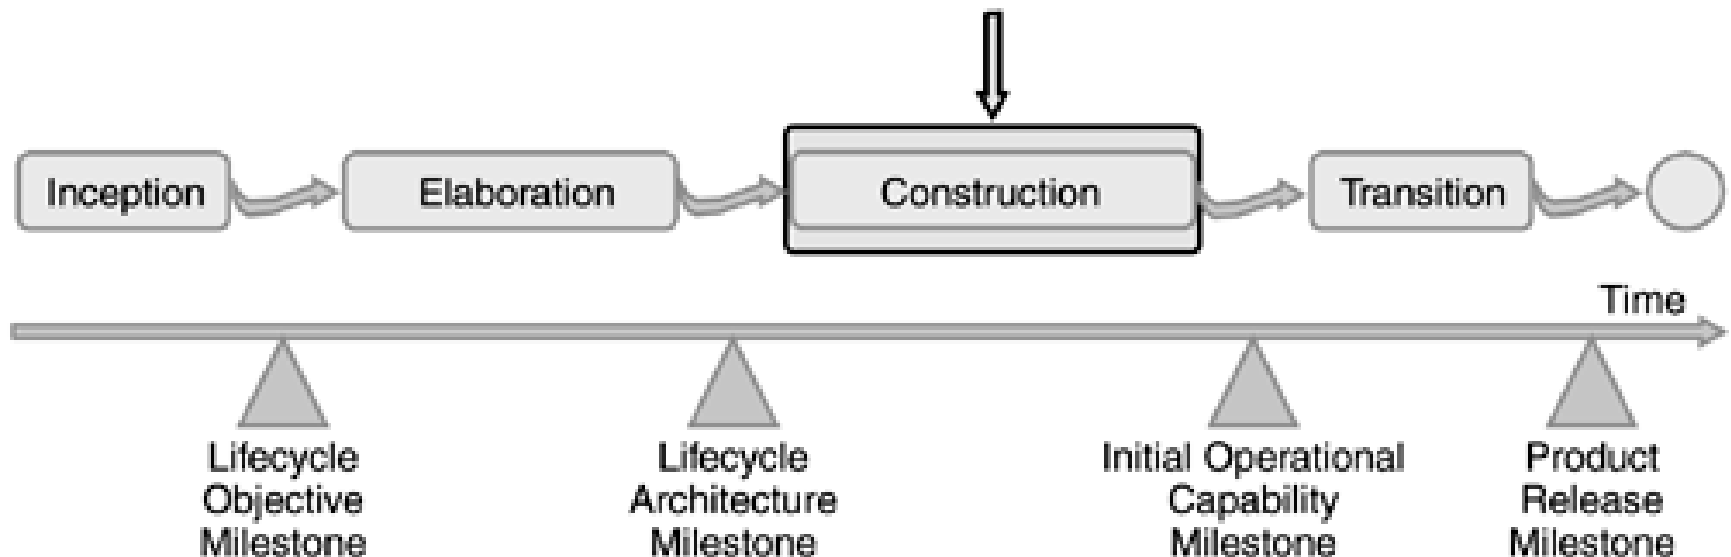 Inception
Elaboration
Construction
Transition
Time
Lifecycle
Objective
Milestone
Lifecycle
Architecture
Milestone
Initial Operational
Capability
Milestone
Product
Release
Milestone